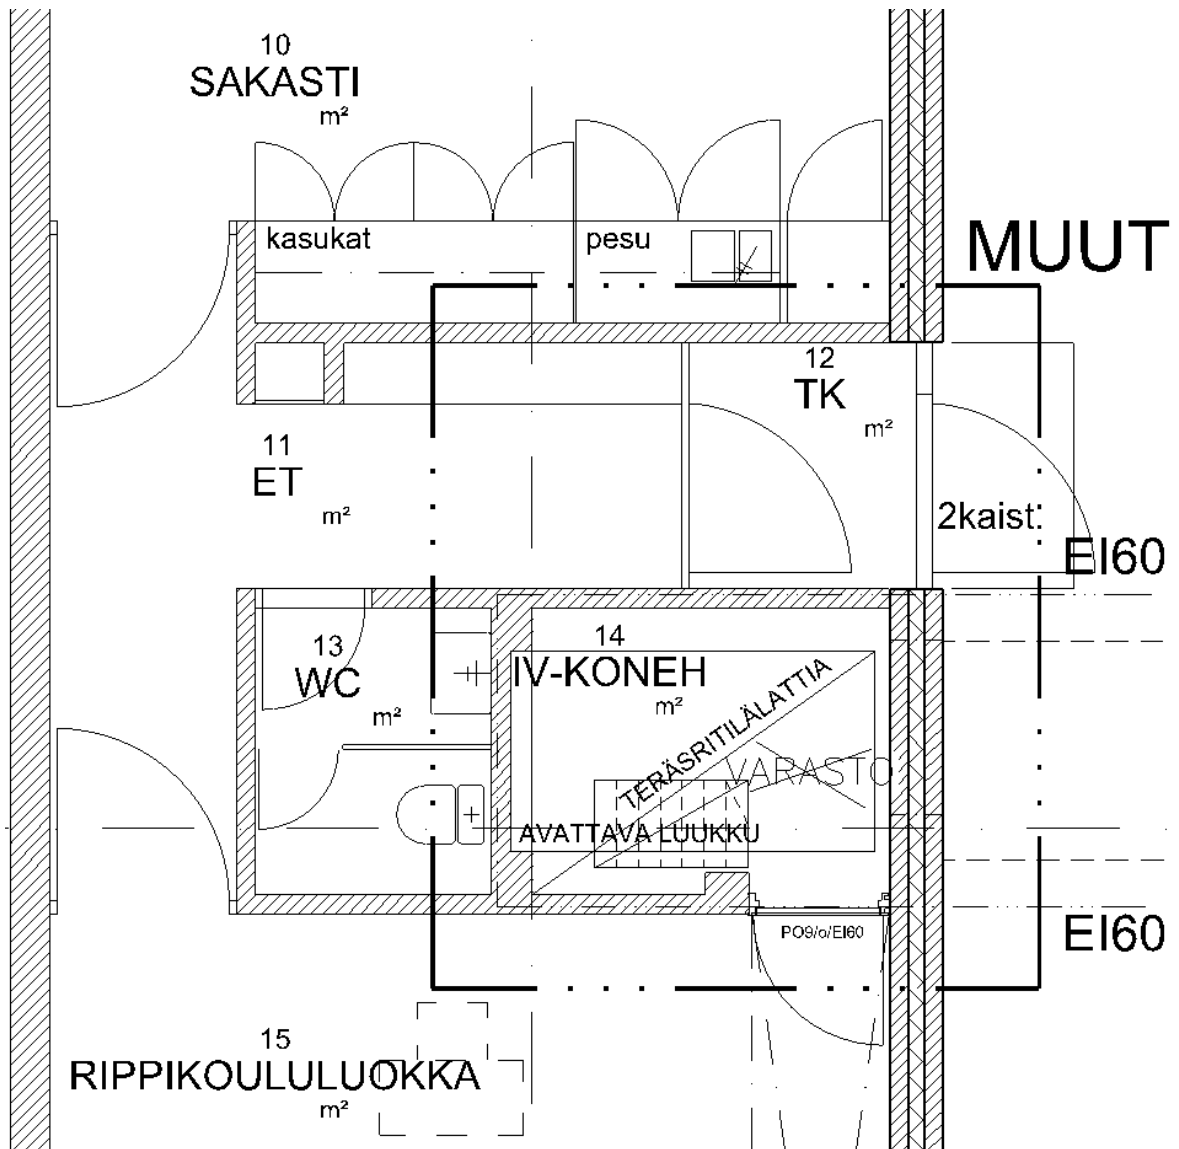 10
SAKASTI
m²
kasukat
pesu
MUUT
12
TK
m²
11
ET
m²
2kaist.
EI60
13
WC
m²
14
IV-KONEH
m²
TERÄSRITILÄLATTIA
VARASTO
AVATTAVA LUUKKU
PO9/o/EI60
EI60
15
RIPPIKOULULUOKKA
m²